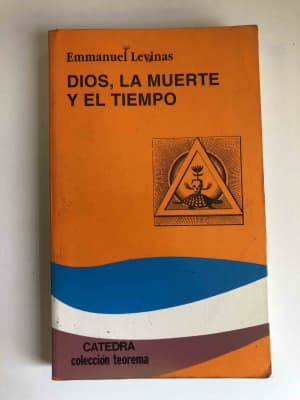 Emmanuel Levinas
DIOS, LA MUERTE
Y EL TIEMPO
CATEDRA
colección teorema